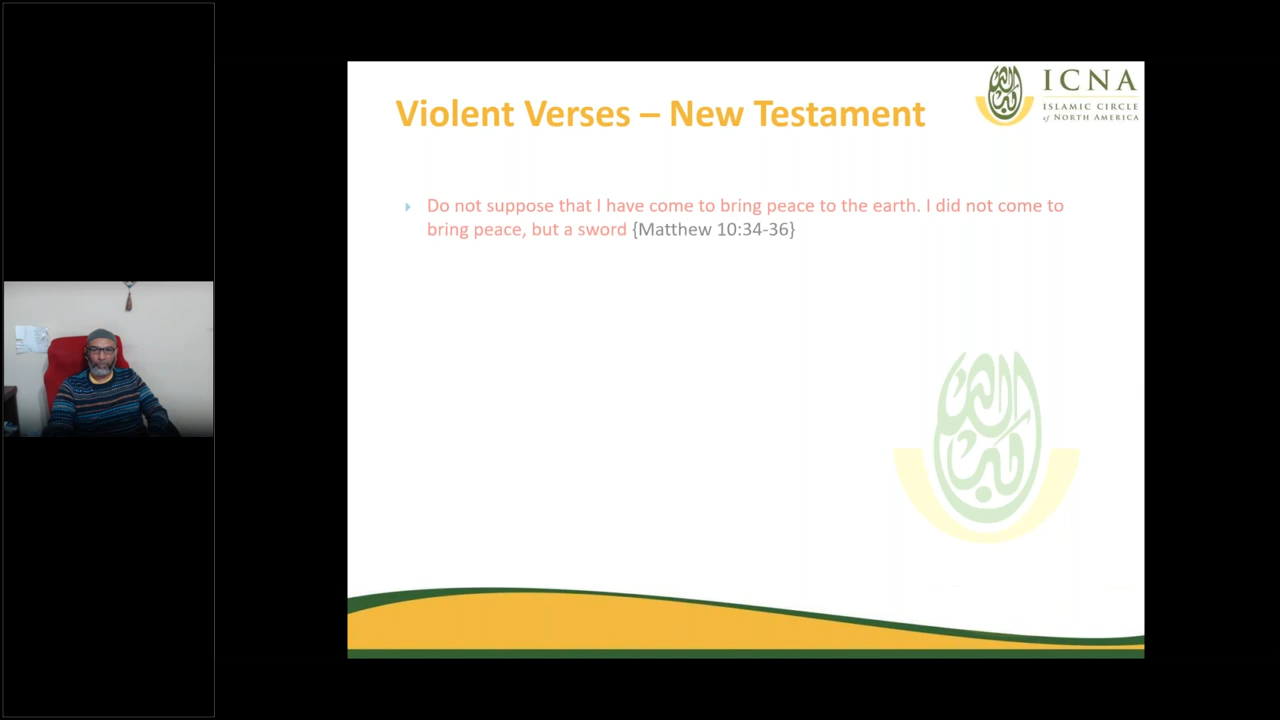 Violent Verses – New Testament
ICNA
ISLAMIC CIRCLE
of NORTH AMERICA
Do not suppose that I have come to bring peace to the earth. I did not come to
bring peace, but a sword {Matthew 10:34-36}